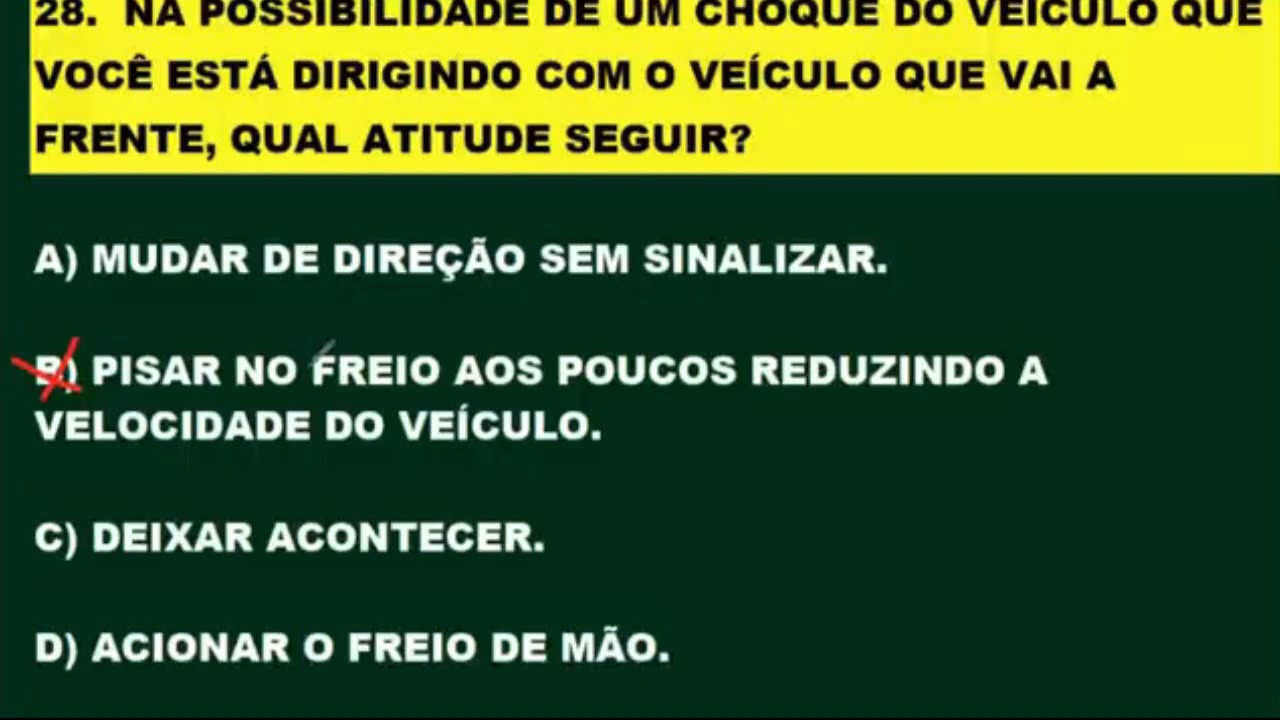 28. NA POSSIBILIDADE DE UM CHOQUE DO VEÍCULO QUE
VOCÊ ESTÁ DIRIGINDO COM O VEÍCULO QUE VAI A
FRENTE, QUAL ATITUDE SEGUIR?
A) MUDAR DE DIREÇÃO SEM SINALIZAR.
B) PISAR NO FREIO AOS POUCOS REDUZINDO A
VELOCIDADE DO VEÍCULO.
C) DEIXAR ACONTECER.
D) ACIONAR O FREIO DE MÃO.